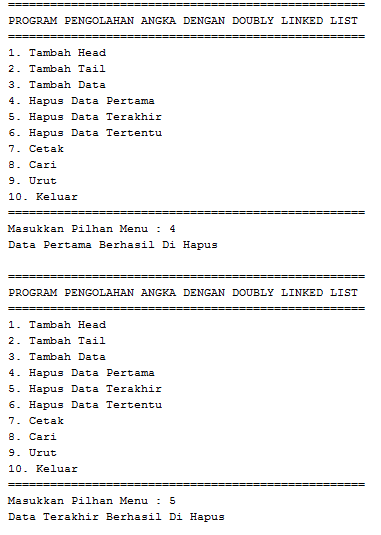 ===================================================
PROGRAM PENGOLAHAN ANGKA DENGAN DOUBLY LINKED LIST
===================================================
1. Tambah Head
2. Tambah Tail
3. Tambah Data
4. Hapus Data Pertama
5. Hapus Data Terakhir
6. Hapus Data Tertentu
7. Cetak
8. Cari
9. Urut
10. Keluar
===================================================
Masukkan Pilhan Menu : 4
Data Pertama Berhasil Di Hapus
===================================================
PROGRAM PENGOLAHAN ANGKA DENGAN DOUBLY LINKED LIST
===================================================
1. Tambah Head
2. Tambah Tail
3. Tambah Data
4. Hapus Data Pertama
5. Hapus Data Terakhir
6. Hapus Data Tertentu
7. Cetak
8. Cari
9. Urut
10. Keluar
===================================================
Masukkan Pilhan Menu : 5
Data Terakhir Berhasil Di Hapus